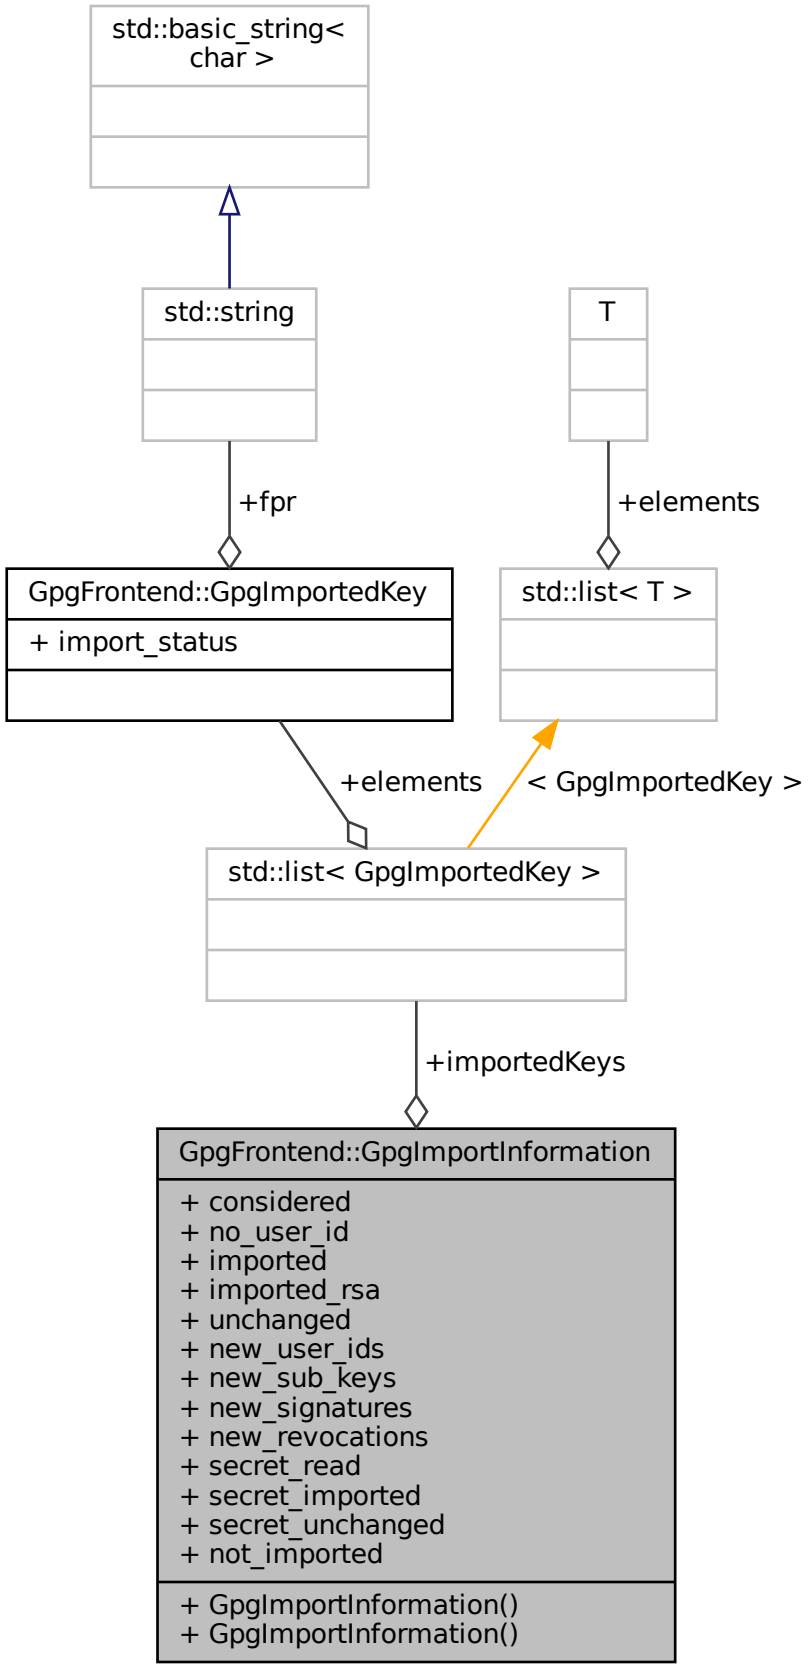 std::basic_string<
char >
std::string
T
+fpr
+elements
GpgFrontend::GpgImportedKey
+ import_status
std::list< T >
+elements
< GpgImportedKey >
std::list< GpgImportedKey >
+importedKeys
GpgFrontend::GpgImportInformation
+ considered
+ no_user_id
+ imported
+ imported_rsa
+ unchanged
+ new_user_ids
+ new_sub_keys
+ new_signatures
+ new_revocations
+ secret_read
+ secret_imported
+ secret_unchanged
+ not_imported
+ GpgImportInformation()
+ GpgImportInformation()